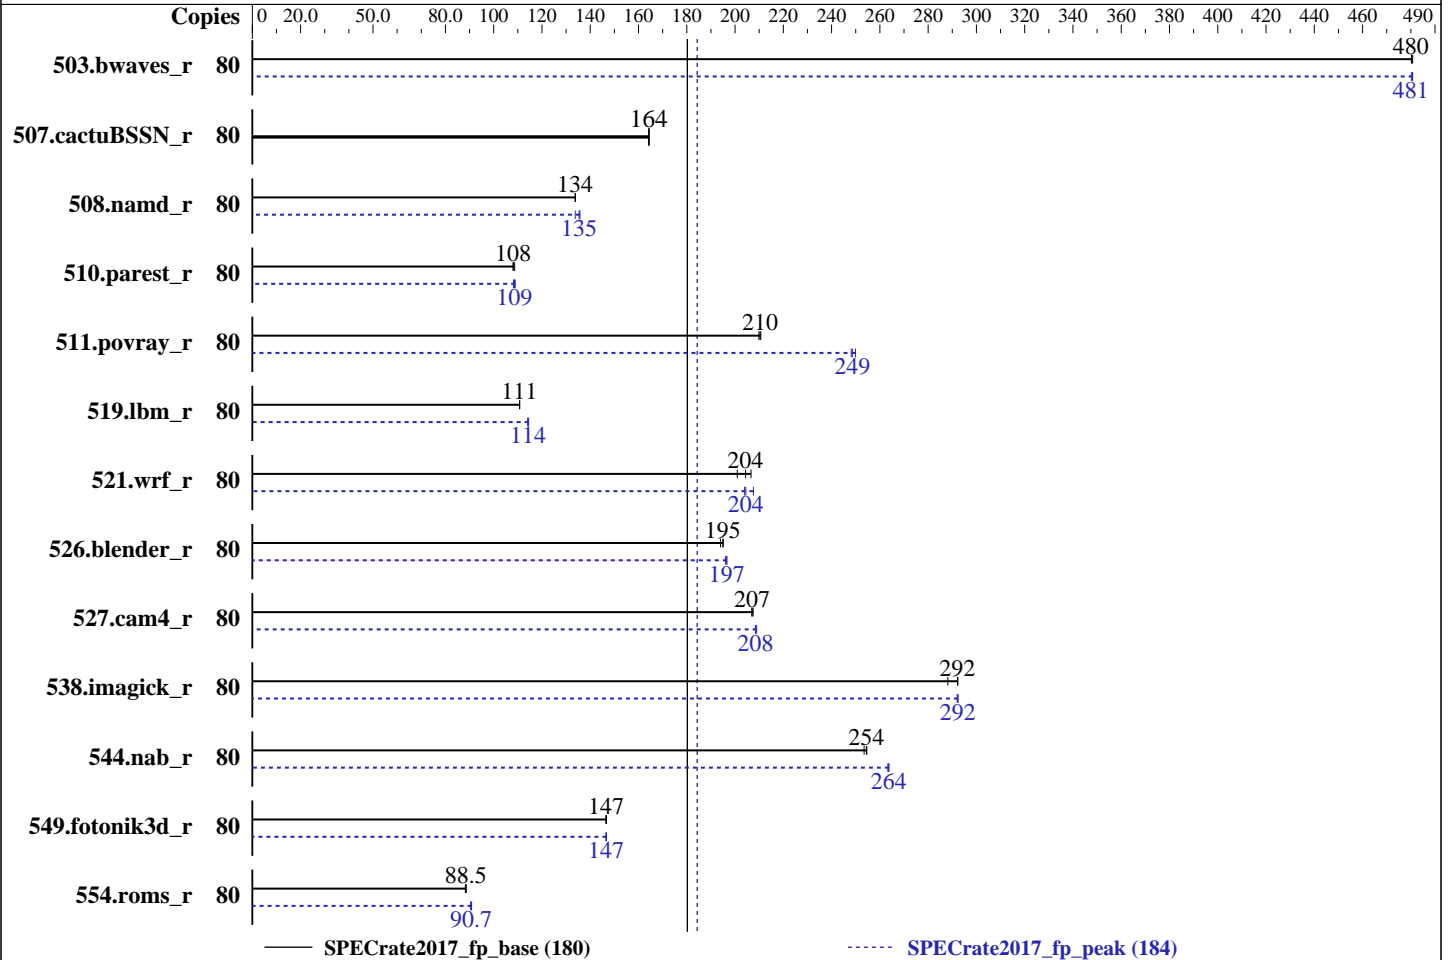 Copies 0 20.0 50.0 80.0 100 120 140 160 180 200 220 240 260 280 300 320 340 360 380 400 420 440 460 490
480
503.bwaves_r 80
481
164
507.cactuBSSN_r 80
134
508.namd_r 80
135
108
510.parest_r 80
109
210
511.povray_r 80
249
111
519.lbm_r 80
114
204
521.wrf_r 80
204
195
526.blender_r 80
197
207
527.cam4_r 80
208
292
538.imagick_r 80
292
254
544.nab_r 80
264
147
549.fotonik3d_r 80
147
88.5
554.roms_r 80
90.7
SPECrate2017_fp_base (180) SPECrate2017_fp_peak (184)